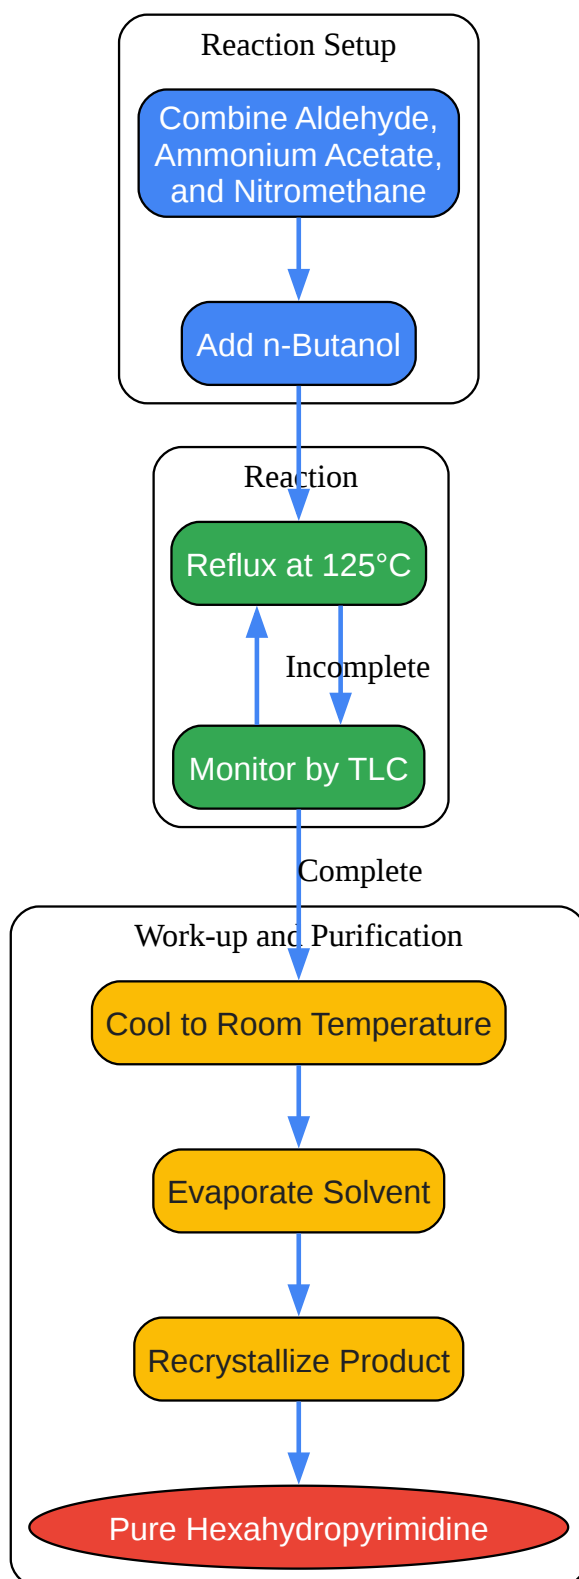 Reaction Setup
Combine Aldehyde,
Ammonium Acetate,
and Nitromethane
Add n-Butanol
Reaction
Reflux at 125°C
Incomplete
Monitor by TLC
Complete
Work-up and Purification
Cool to Room Temperature
Evaporate Solvent
Recrystallize Product
Pure Hexahydropyrimidine